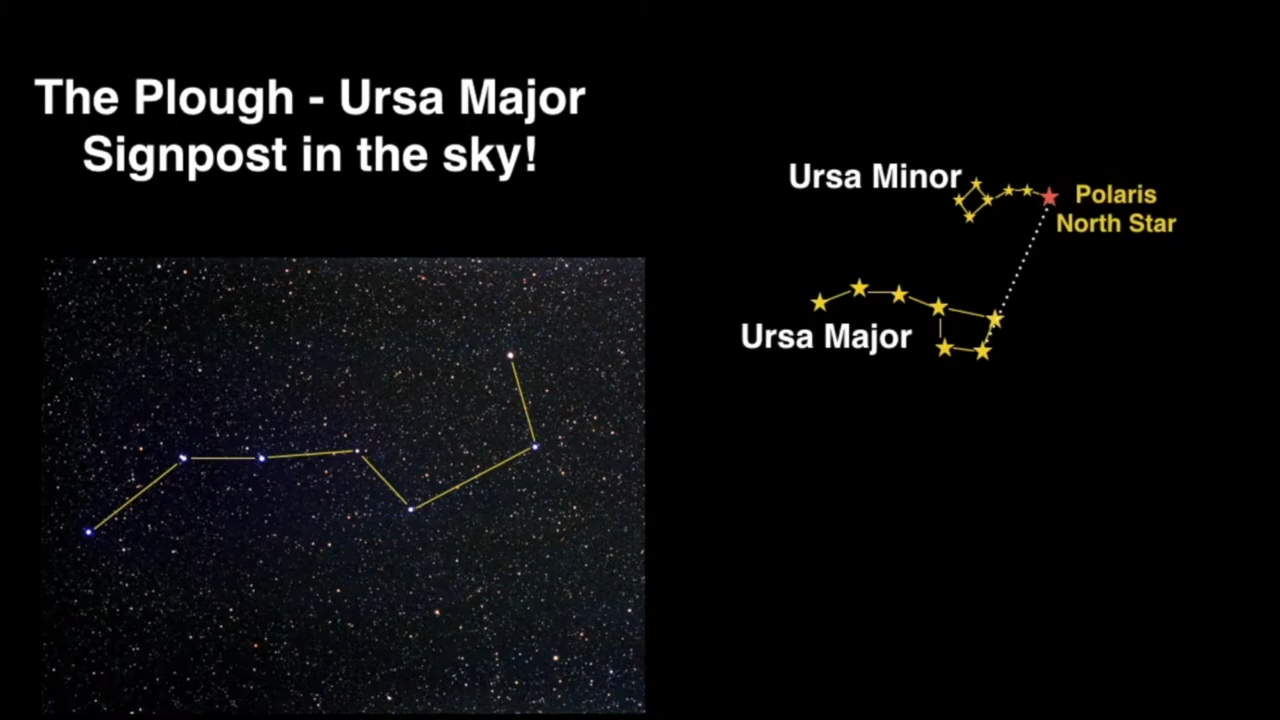 The Plough - Ursa Major
Signpost in the sky!
Ursa Minor
Polaris
North Star
Ursa Major